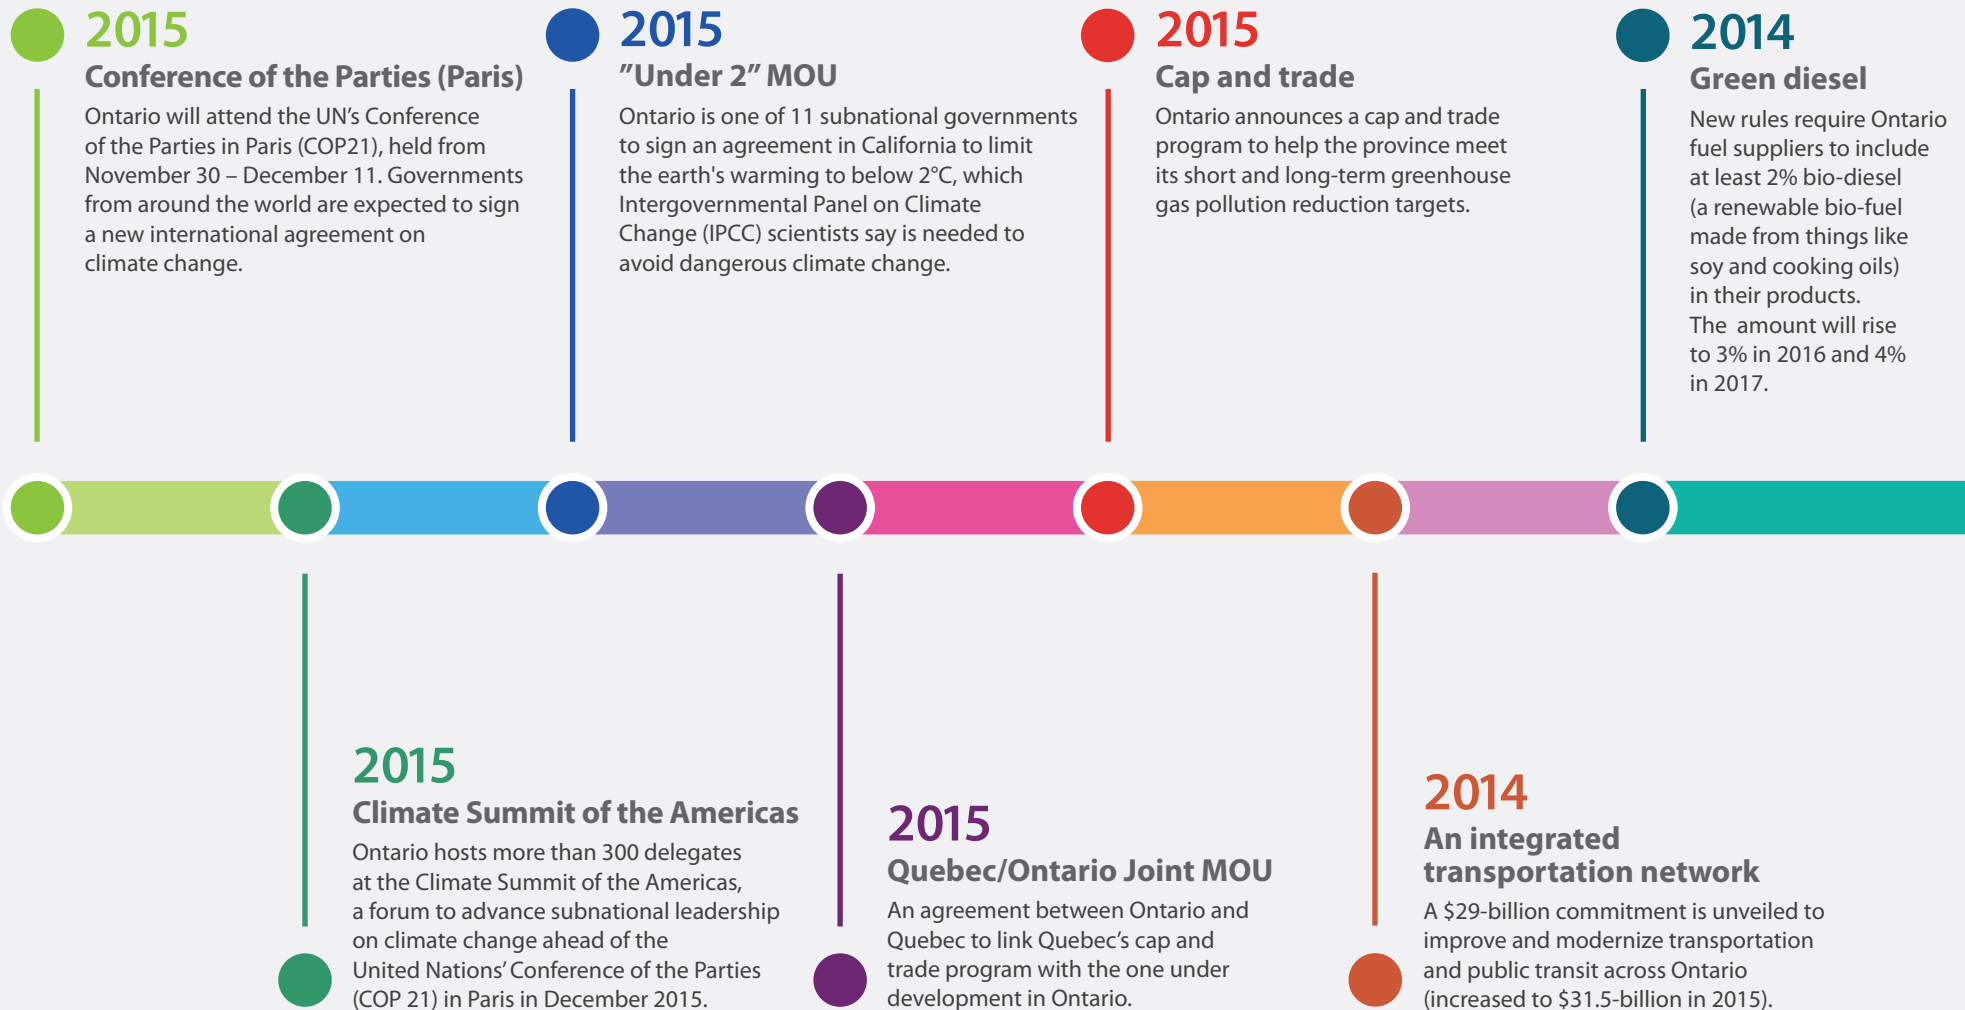 2015
Conference of the Parties (Paris)
Ontario will attend the UN’s Conference
of the Parties in Paris (COP21), held from
November 30 – December 11. Governments
from around the world are expected to sign
a new international agreement on
climate change.
2015
”Under 2” MOU
Ontario is one of 11 subnational governments
to sign an agreement in California to limit
the earth's warming to below 2°C, which
Intergovernmental Panel on Climate
Change (IPCC) scientists say is needed to
avoid dangerous climate change.
2015
Cap and trade
Ontario announces a cap and trade
program to help the province meet
its short and long-term greenhouse
gas pollution reduction targets.
2014
Green diesel
New rules require Ontario
fuel suppliers to include
at least 2% bio-diesel
(a renewable bio-fuel
made from things like
soy and cooking oils)
in their products.
The amount will rise
to 3% in 2016 and 4%
in 2017.
2015
Climate Summit of the Americas
Ontario hosts more than 300 delegates
at the Climate Summit of the Americas,
a forum to advance subnational leadership
on climate change ahead of the
United Nations’ Conference of the Parties
(COP 21) in Paris in December 2015.
2015
Quebec/Ontario Joint MOU
An agreement between Ontario and
Quebec to link Quebec’s cap and
trade program with the one under
development in Ontario.
2014
An integrated
transportation network
A $29-billion commitment is unveiled to
improve and modernize transportation
and public transit across Ontario
(increased to $31.5-billion in 2015).